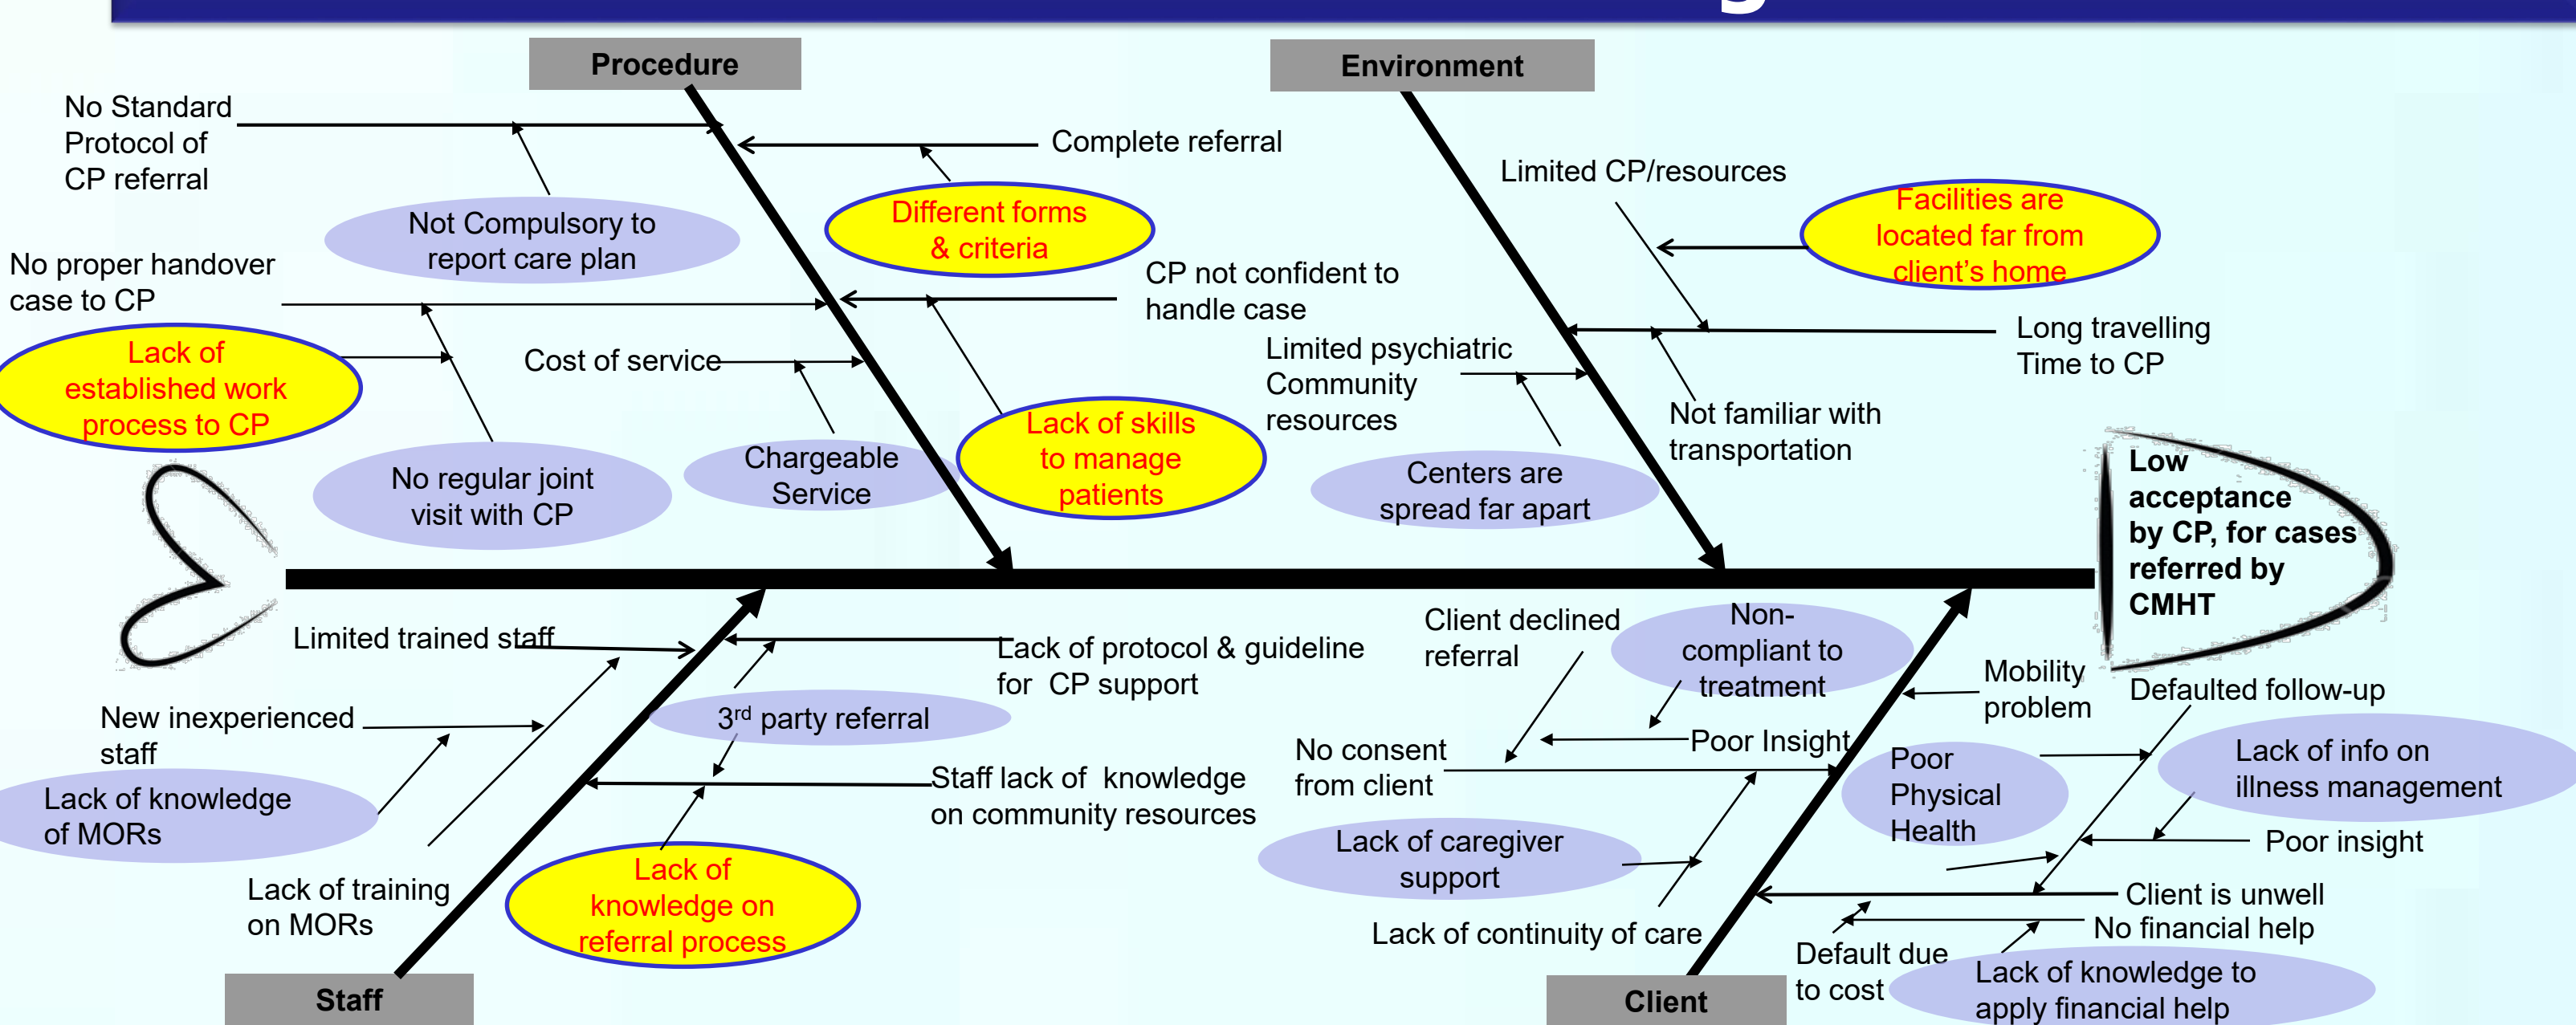 Procedure
Environment
No Standard
Protocol of
CP referral
Complete referral
Limited CP/resources
Not Compulsory to
report care plan
Different forms
& criteria
Facilities are
located far from
client's home
No proper handover
case to CP
CP not confident to
handle case
Lack of
established work
process to CP
Cost of service
Limited psychiatric
Community
resources
Long travelling
Time to CP
Not familiar with
transportation
No regular joint
visit with CP
Chargeable
Service
Lack of skills
to manage
patients
Centers are
spread far apart
Low
acceptance
by CP, for cases
referred by
CMHT
Limited trained staff
Lack of protocol & guideline
for CP support
Client declined
referral
Non-
compliant to
treatment
Mobility
problem
Defaulted follow-up
New inexperienced
staff
3rd party referral
No consent
from client
Poor Insight
Poor
Physical
Health
Lack of info on
illness management
Lack of knowledge
of MORs
Staff lack of knowledge
on community resources
Lack of caregiver
support
Poor insight
Lack of training
on MORs
Lack of
knowledge on
referral process
Lack of continuity of care
Client is unwell
No financial help
Default due
to cost
Lack of knowledge to
apply financial help
Staff
Client